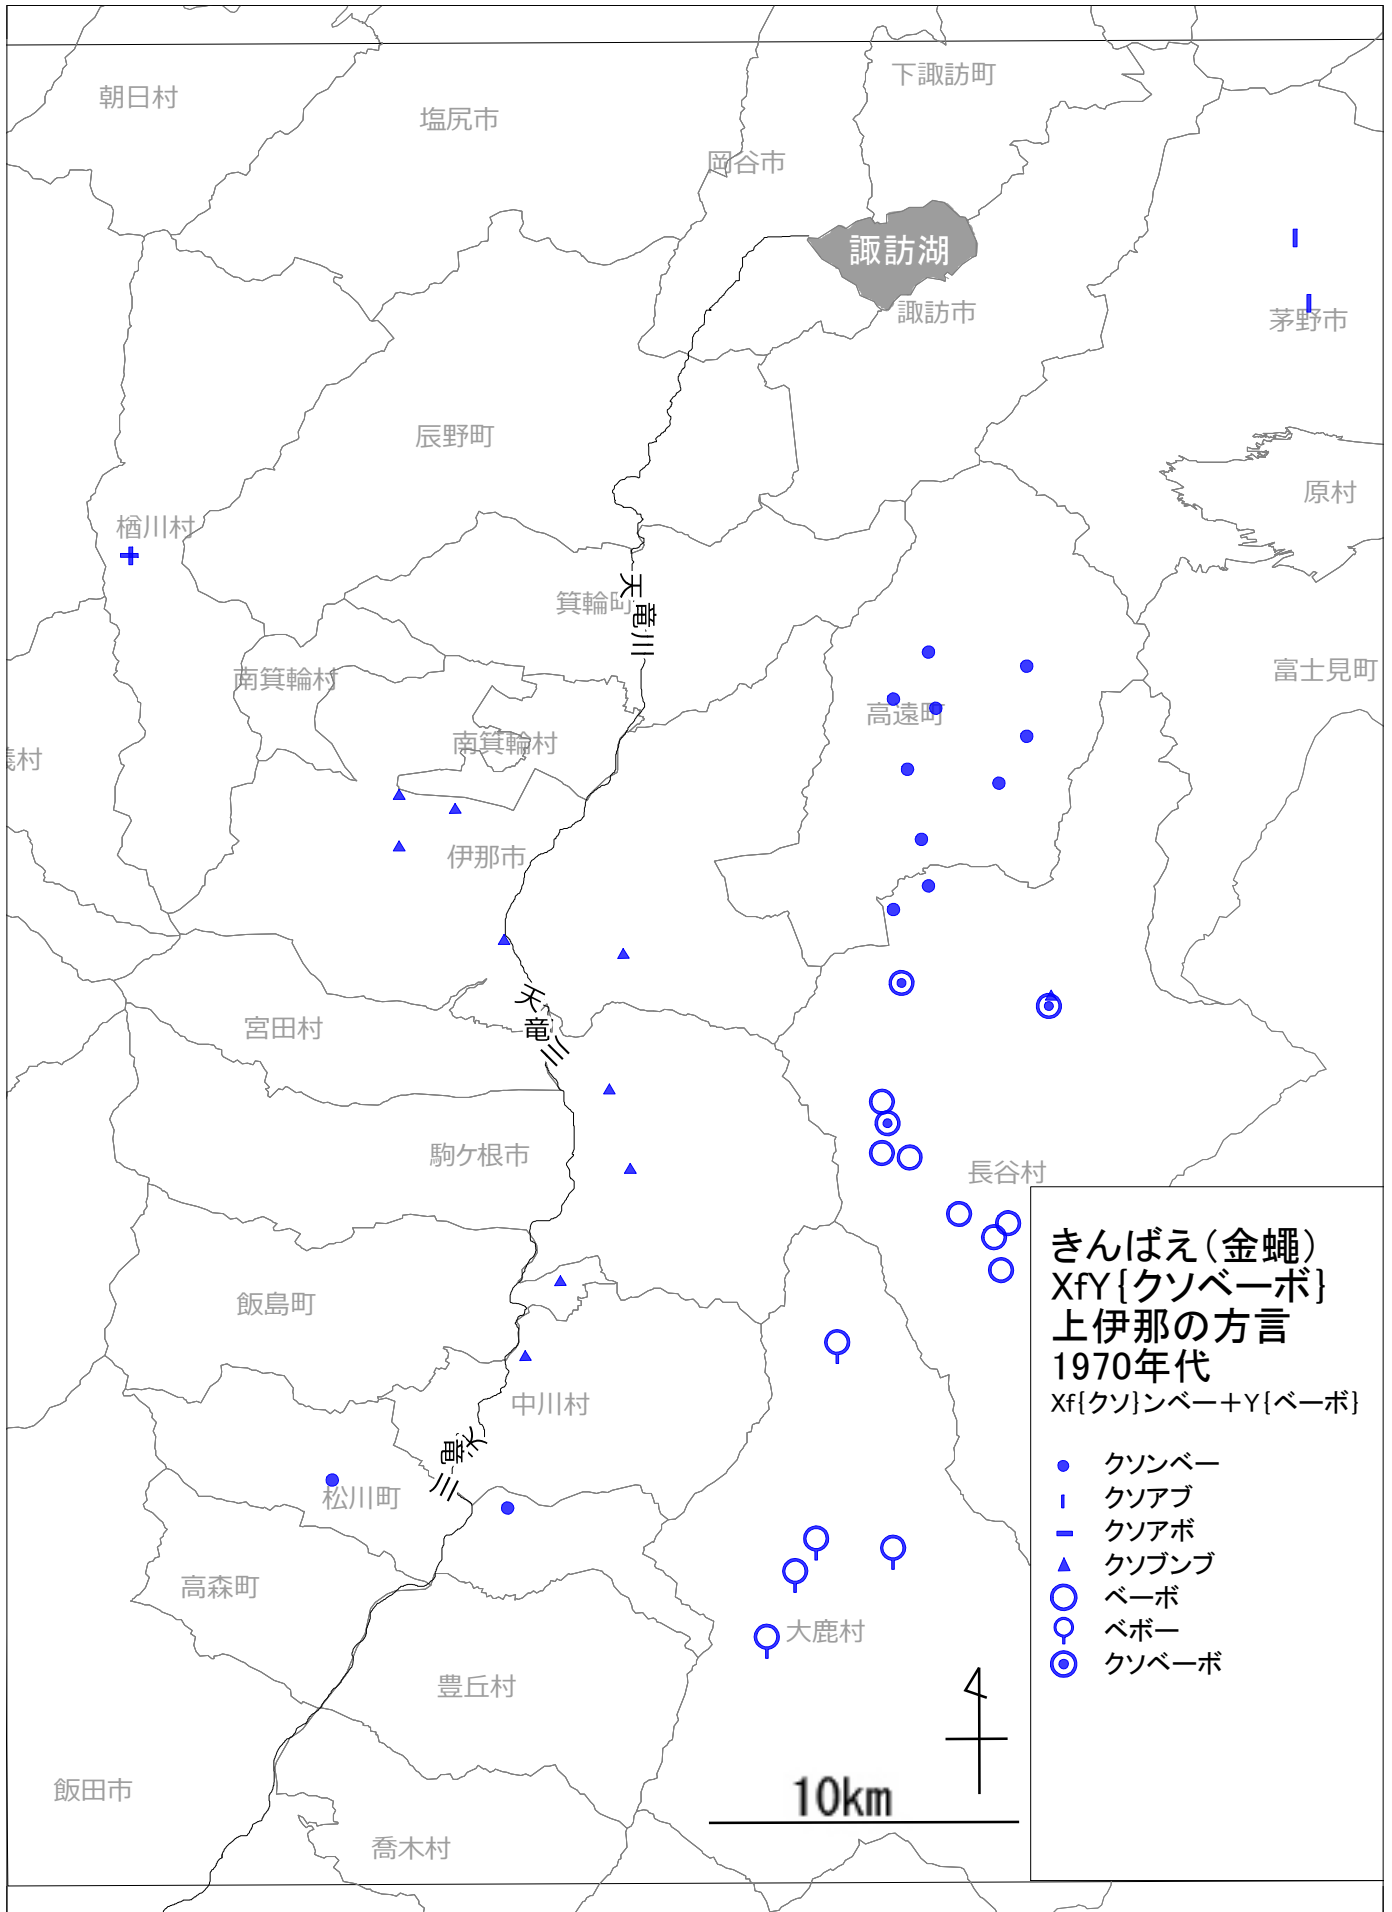 下諏訪町
朝日村
塩尻市
岡谷市
諏訪湖
諏訪市
茅野市
辰野町
原村
楢川村
天竜川
箕輪町
南箕輪村
富士見町
高遠町
南箕輪村
義村
伊那市
天竜川
宮田村
駒ケ根市
長谷村
飯島町
中川村
天竜川
松川町
高森町
大鹿村
豊丘村
飯田市
喬木村
10km
きんばえ(金蠅)
XfY{クソベーボ}
上伊那の方言
1970年代
Xf{クソ}ンベー+Y{ベーボ}
クソンベー
クソアブ
クソアボ
クソブンブ
ベーボ
ベボー
クソベーボ